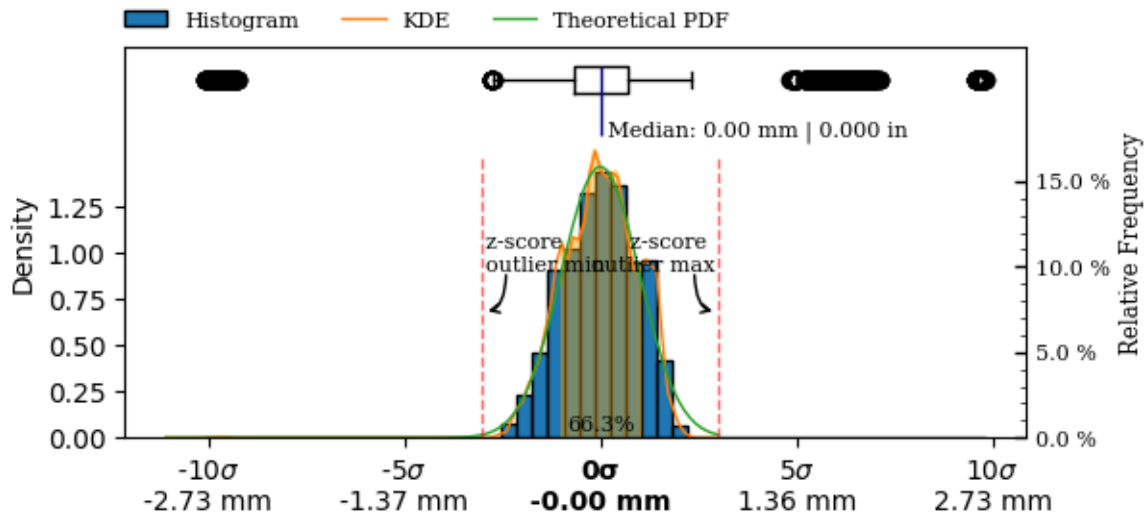 Histogram KDE Theoretical PDF
Median: 0.00 mm | 0.000 in
Density
1.25
1.00
0.75
0.50
0.25
0.00
z-score
outlier min
z-score
outlier max
66.3%
15.0 %
10.0 %
5.0 %
0.0 %
Relative Frequency
-10σ -5σ 0σ 5σ 10σ
-2.73 mm -1.37 mm -0.00 mm 1.36 mm 2.73 mm